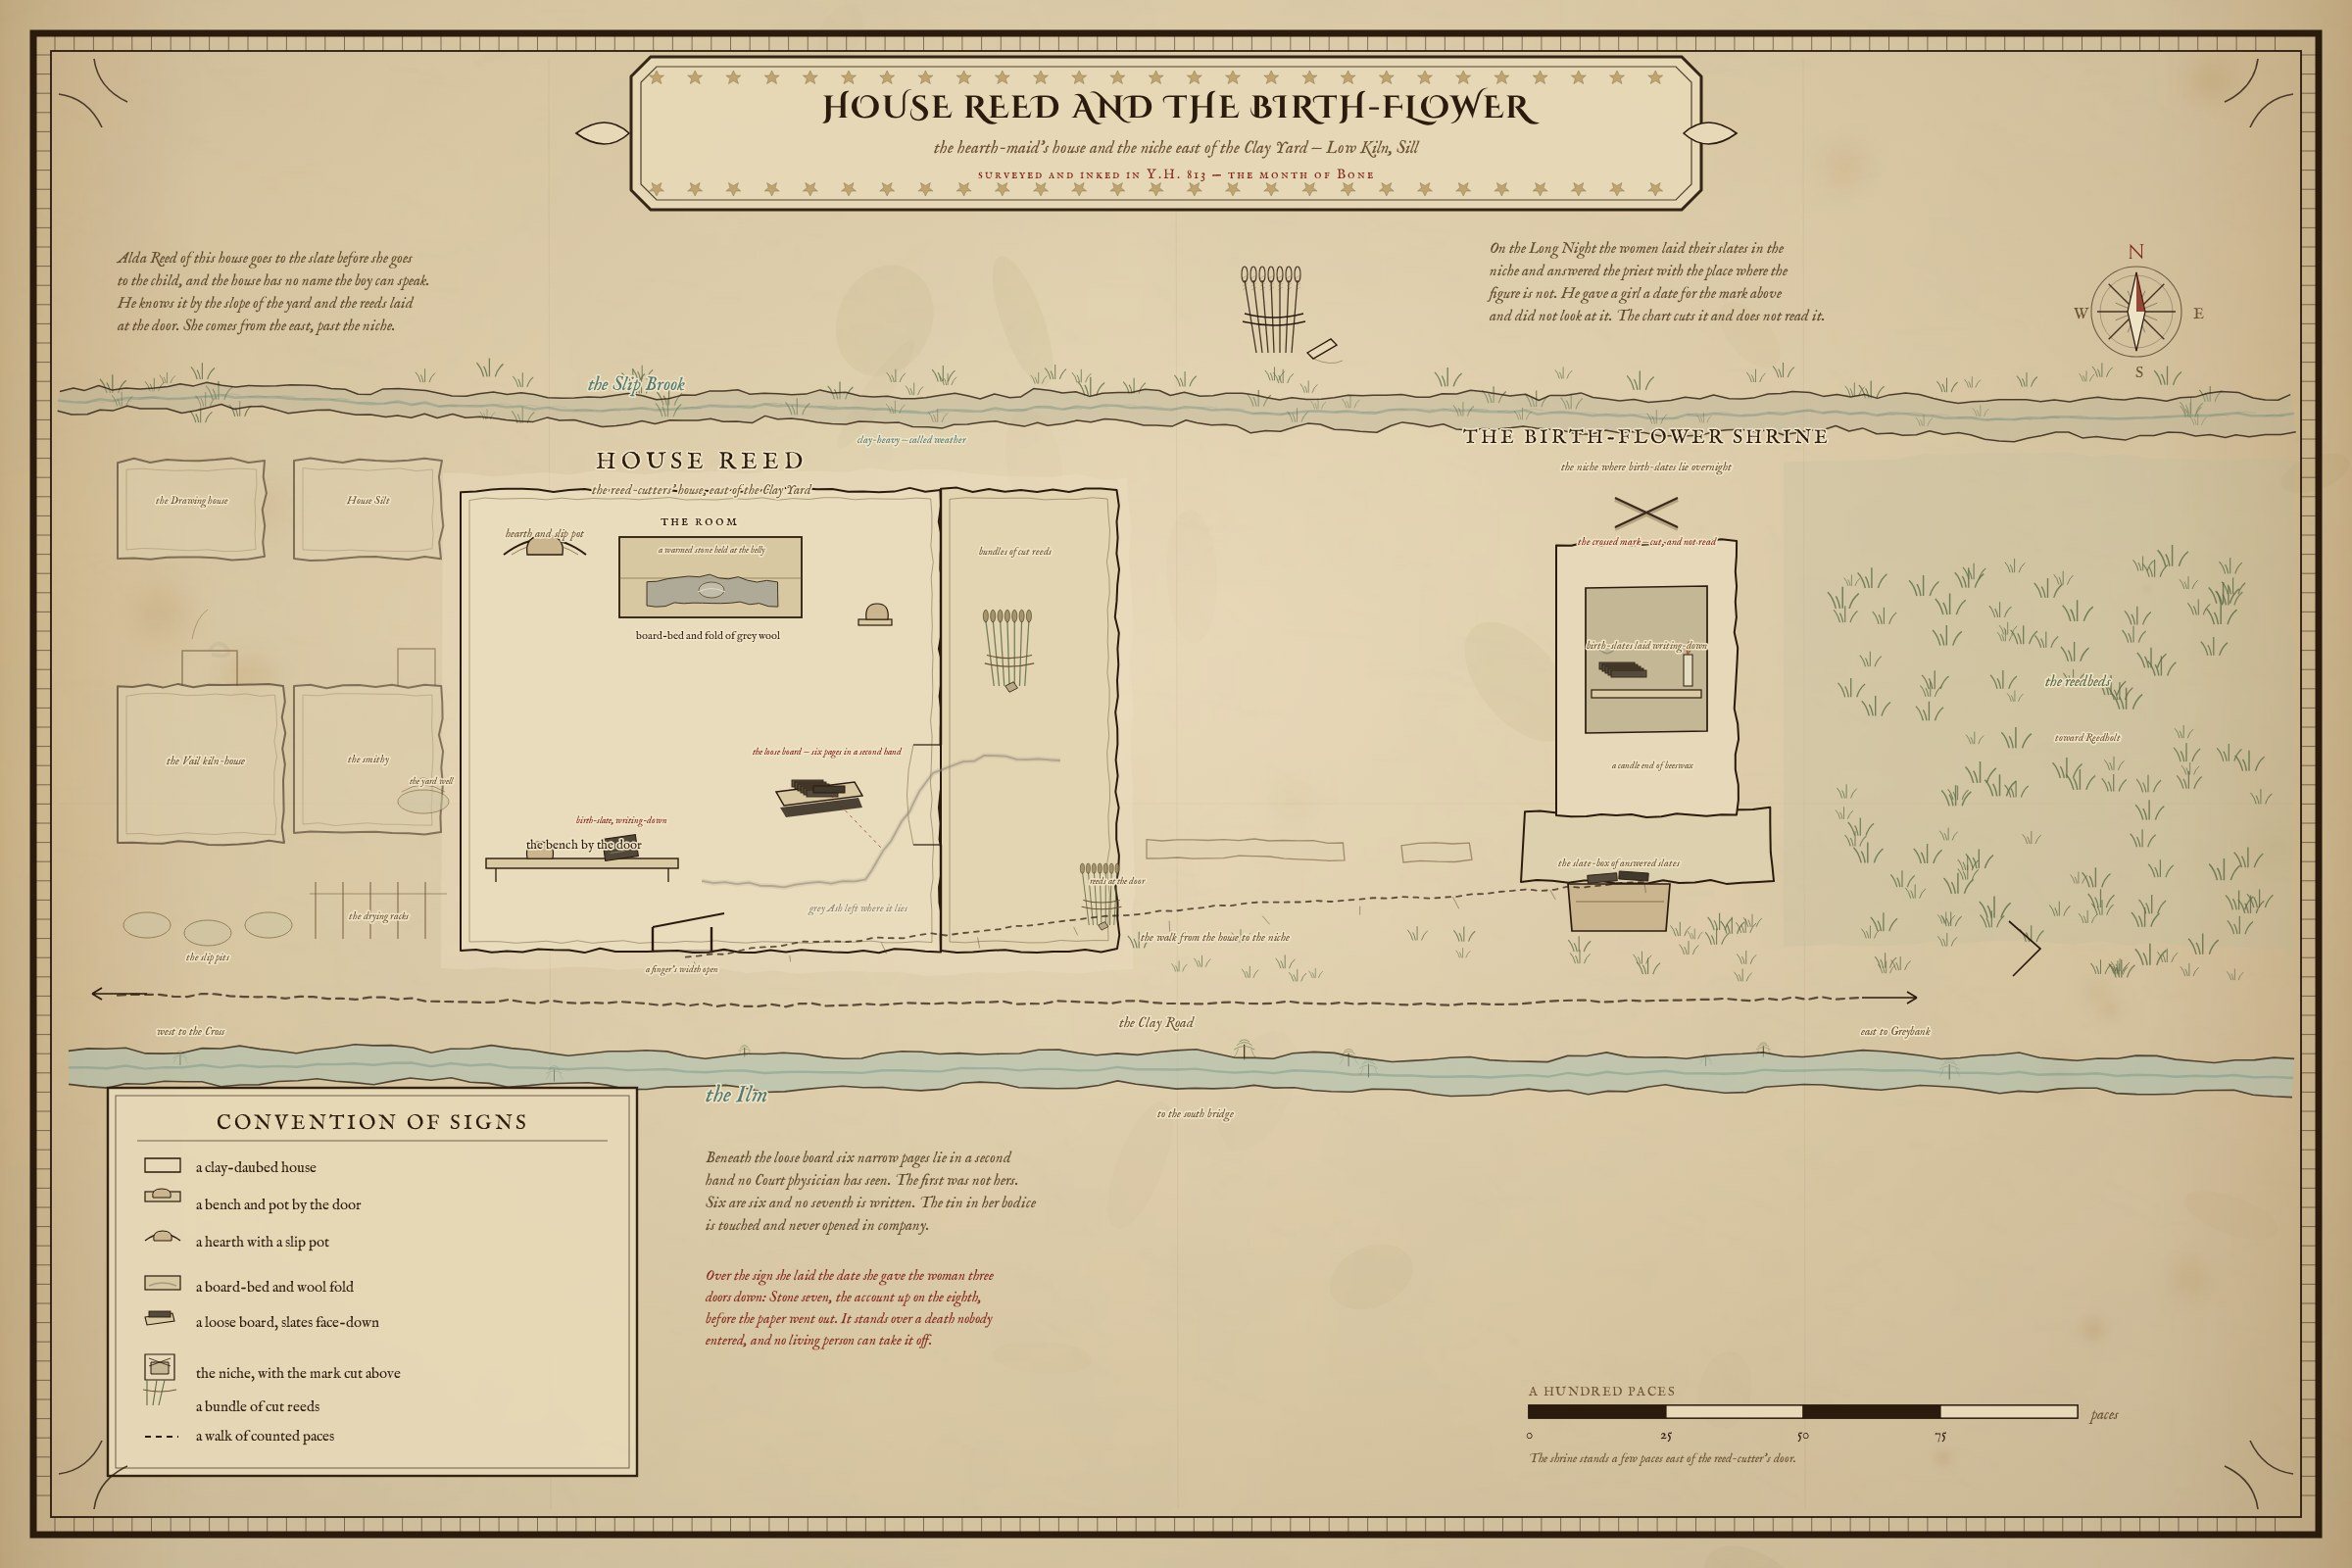 HOUSE REED AND THE BIRTH-FLOWER
the hearth-maid's house and the niche east of the Clay Yard – Low Kiln, Sill
SURVEYED AND INKED IN Y.H. 813 – THE MONTH OF BONE
Alda Reed of this house goes to the slate before she goes
to the child, and the house has no name the boy can speak.
He knows it by the slope of the yard and the reeds laid
at the door. She comes from the east, past the niche.
On the Long Night the women laid their slates in the
niche and answered the priest with the place where the
figure is not. He gave a girl a date for the mark above
and did not look at it. The chart cuts it and does not read it.
N
W
E
S
the Slip Brook
clay-heavy – called weather
THE BIRTH-FLOWER SHRINE
the niche where birth-slates lie overnight
HOUSE REED
the reed-cutters' house, east of the Clay Yard
the Drawing house
House Silt
THE ROOM
hearth and slip pot
a warmed stone held at the belly
board-bed and fold of grey wool
bundles of cut reeds
the crossed mark – cut, and not read
birth-slates laid writing-down
a candle end of beeswax
the reedbeds
toward Reedholt
the Vail kiln-house
the smithy
the yard well
the loose board – six pages in a second hand
birth-slate, writing-down
the bench by the door
the slate-box of answered slates
reeds at the door
grey Ash left where it lies
the drying racks
the slip pits
the walk from the house to the niche
a finger's width open
the Clay Road
west to the Cross
east to Greybank
the Ilm
to the south bridge
CONVENTION OF SIGNS
a clay-daubed house
a bench and pot by the door
a hearth with a slip pot
a board-bed and wool fold
a loose board, slates face-down
the niche, with the mark cut above
a bundle of cut reeds
a walk of counted paces
Beneath the loose board six narrow pages lie in a second
hand no Court physician has seen. The first was not hers.
Six are six and no seventh is written. The tin in her bodice
is touched and never opened in company.
Over the sign she laid the date she gave the woman three
doors down: Stone seven, the account up on the eighth,
before the paper went out. It stands over a death nobody
entered, and no living person can take it off.
A HUNDRED PACES
paces
0 25 50 75
The shrine stands a few paces east of the reed-cutter's door.